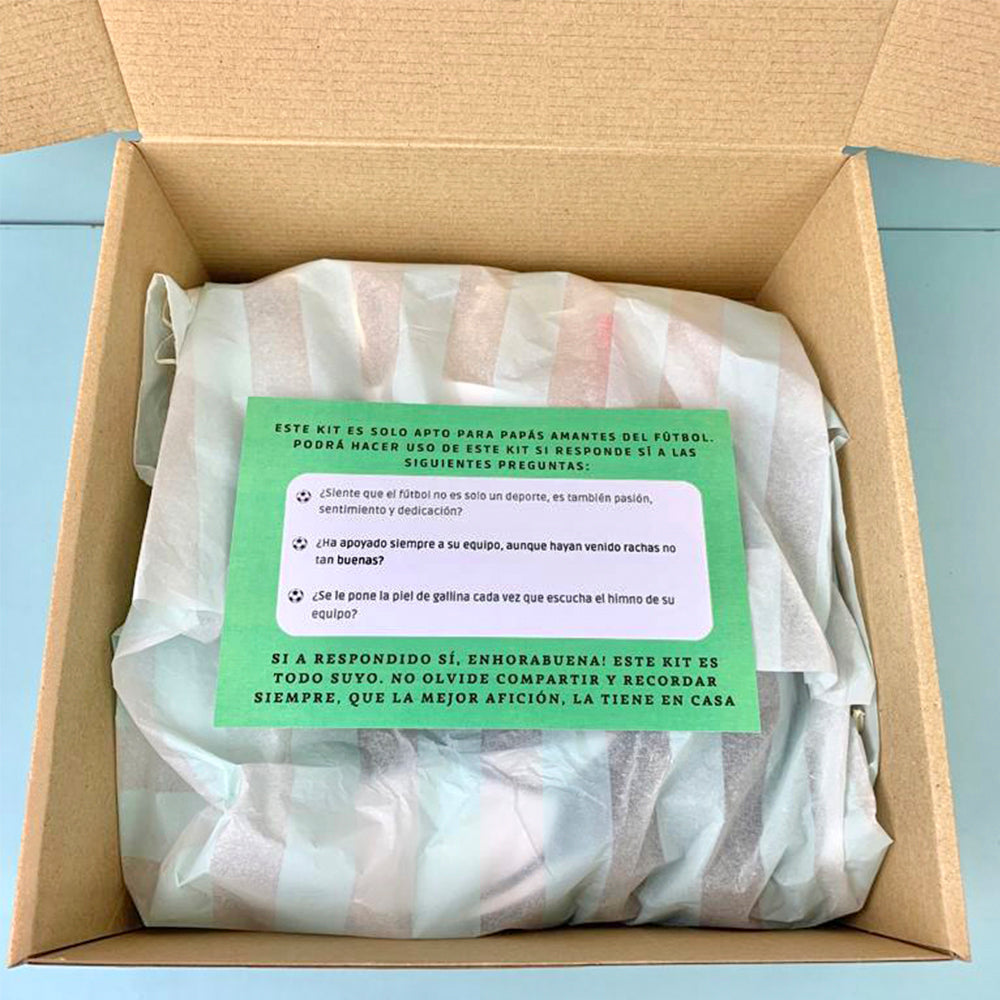 ESTE KIT ES SOLO APTO PARA PAPÁS AMANTES DEL FÚTBOL.
PODRÁ HACER USO DE ESTE KIT SI RESPONDE SÍ A LAS
SIGUIENTES PREGUNTAS:
¿Siente que el fútbol no es solo un deporte, es también pasión,
sentimiento y dedicación?
¿Ha apoyado siempre a su equipo, aunque hayan venido rachas no
tan buenas?
¿Se le pone la piel de gallina cada vez que escucha el himno de su
equipo?
SI A RESPONDIDO SÍ, ENHORABUENA! ESTE KIT ES
TODO SUYO. NO OLVIDE COMPARTIR Y RECORDAR
SIEMPRE, QUE LA MEJOR AFICIÓN, LA TIENE EN CASA